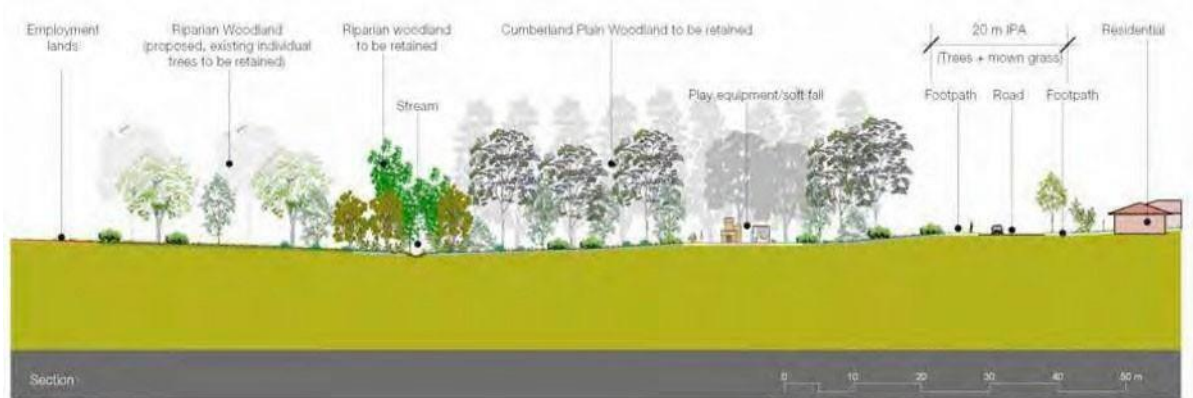 Employment
lands
Riparian Woodland
(proposed, existing individual
trees to be retained)
Riparian woodland
to be retained
Stream
Cumberland Plain Woodland to be retained
Play equipment/soft fall
20 m IPA
(Trees + mown grass)
Footpath
Road
Footpath
Residential
Section
0
10
20
30
40
50 m